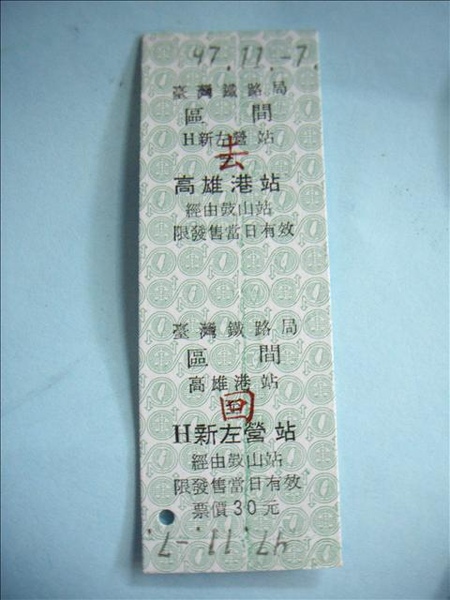 97.11.-7.
臺灣鐵路局
區間
H新左營站
去
高雄港站
經由鼓山站
限發售當日有效
臺灣鐵路局
區間
高雄港站
回
H新左營站
經由鼓山站
限發售當日有效
票價30元
97.11.-7.